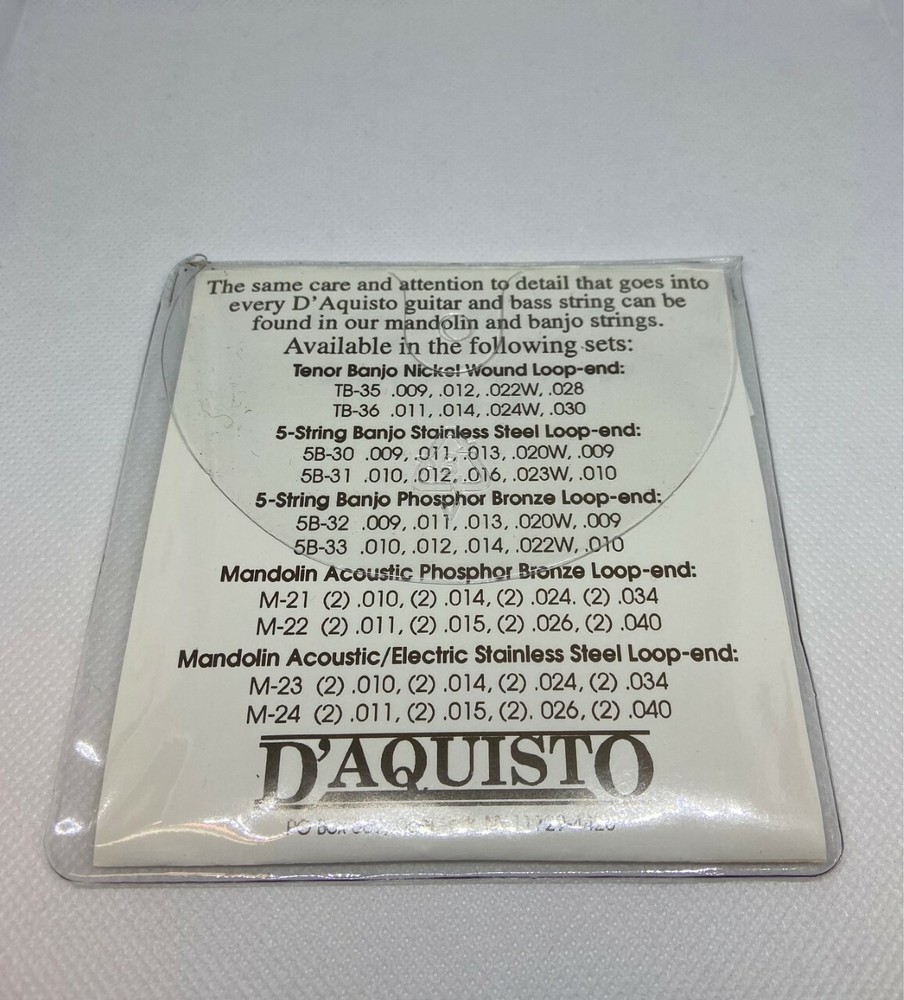 The same care and attention to detail that goes into
every D'Aquisto guitar and bass string can be
found in our mandolin and banjo strings.
Available in the following sets:
Tenor Banjo Nickel Wound Loop-end:
TB-35 .009, .012, .022W, .028
TB-36 .011, .014, .024W, .030
5-String Banjo Stainless Steel Loop-end:
5B-30 .009, .011, .013, .020W, .009
5B-31 .010, .012, .016, .023W, .010
5-String Banjo Phosphor Bronze Loop-end:
5B-32 .009, .011, .013, .020W, .009
5B-33 .010, .012, .014, .022W, .010
Mandolin Acoustic Phosphor Bronze Loop-end:
M-21 (2) .010, (2) .014, (2) .024. (2) .034
M-22 (2) .011, (2) .015, (2) .026, (2) .040
Mandolin Acoustic/Electric Stainless Steel Loop-end:
M-23 (2) .010, (2) .014, (2) .024, (2) .034
M-24 (2) .011, (2) .015, (2). 026, (2) .040
D'AQUISTO
PO Box